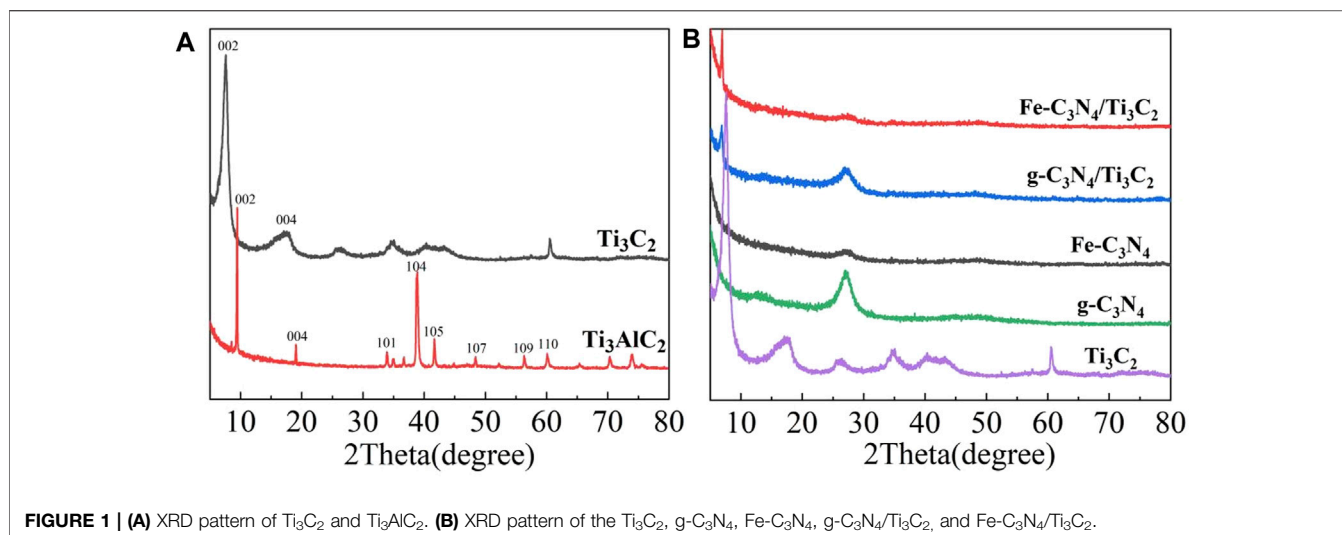 A
002
002
004
Ti₃C₂
104
004
101
105
107
109
110
Ti₃AlC₂
10 20 30 40 50 60 70 80
2Theta(degree)
B
Fe-C₃N₄/Ti₃C₂
g-C₃N₄/Ti₃C₂
Fe-C₃N₄
g-C₃N₄
Ti₃C₂
10 20 30 40 50 60 70 80
2Theta(degree)
FIGURE 1 | (A) XRD pattern of Ti₃C₂ and Ti₃AlC₂. (B) XRD pattern of the Ti₃C₂, g-C₃N₄, Fe-C₃N₄, g-C₃N₄/Ti₃C₂, and Fe-C₃N₄/Ti₃C₂.